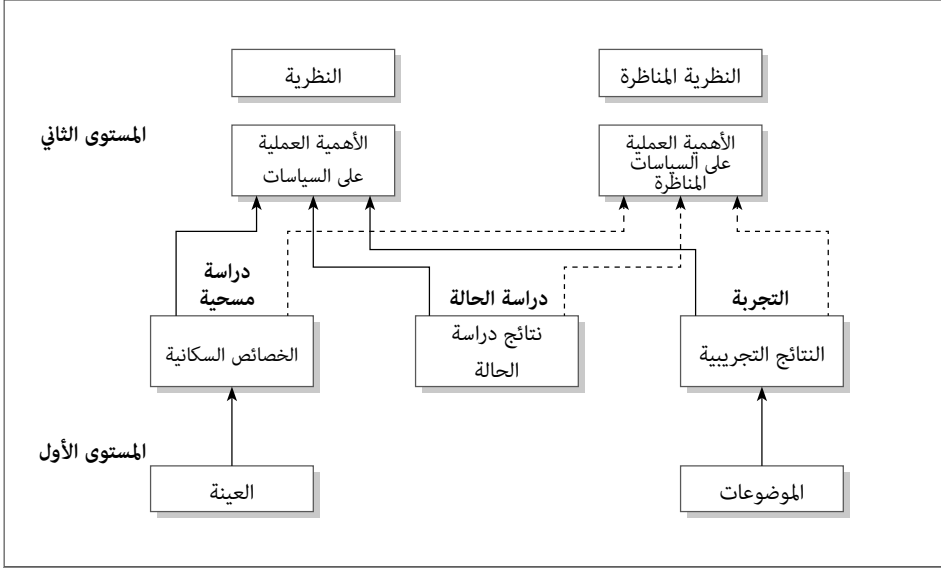 النظرية المناظرة
النظرية
المستوى الثاني
الأهمية العملية
على السياسات
المناظرة
الأهمية العملية
على السياسات
التجربة
دراسة الحالة
دراسة
مسحية
النتائج التجريبية
نتائج دراسة
الحالة
الخصائص السكانية
المستوى الأول
الموضوعات
العينة